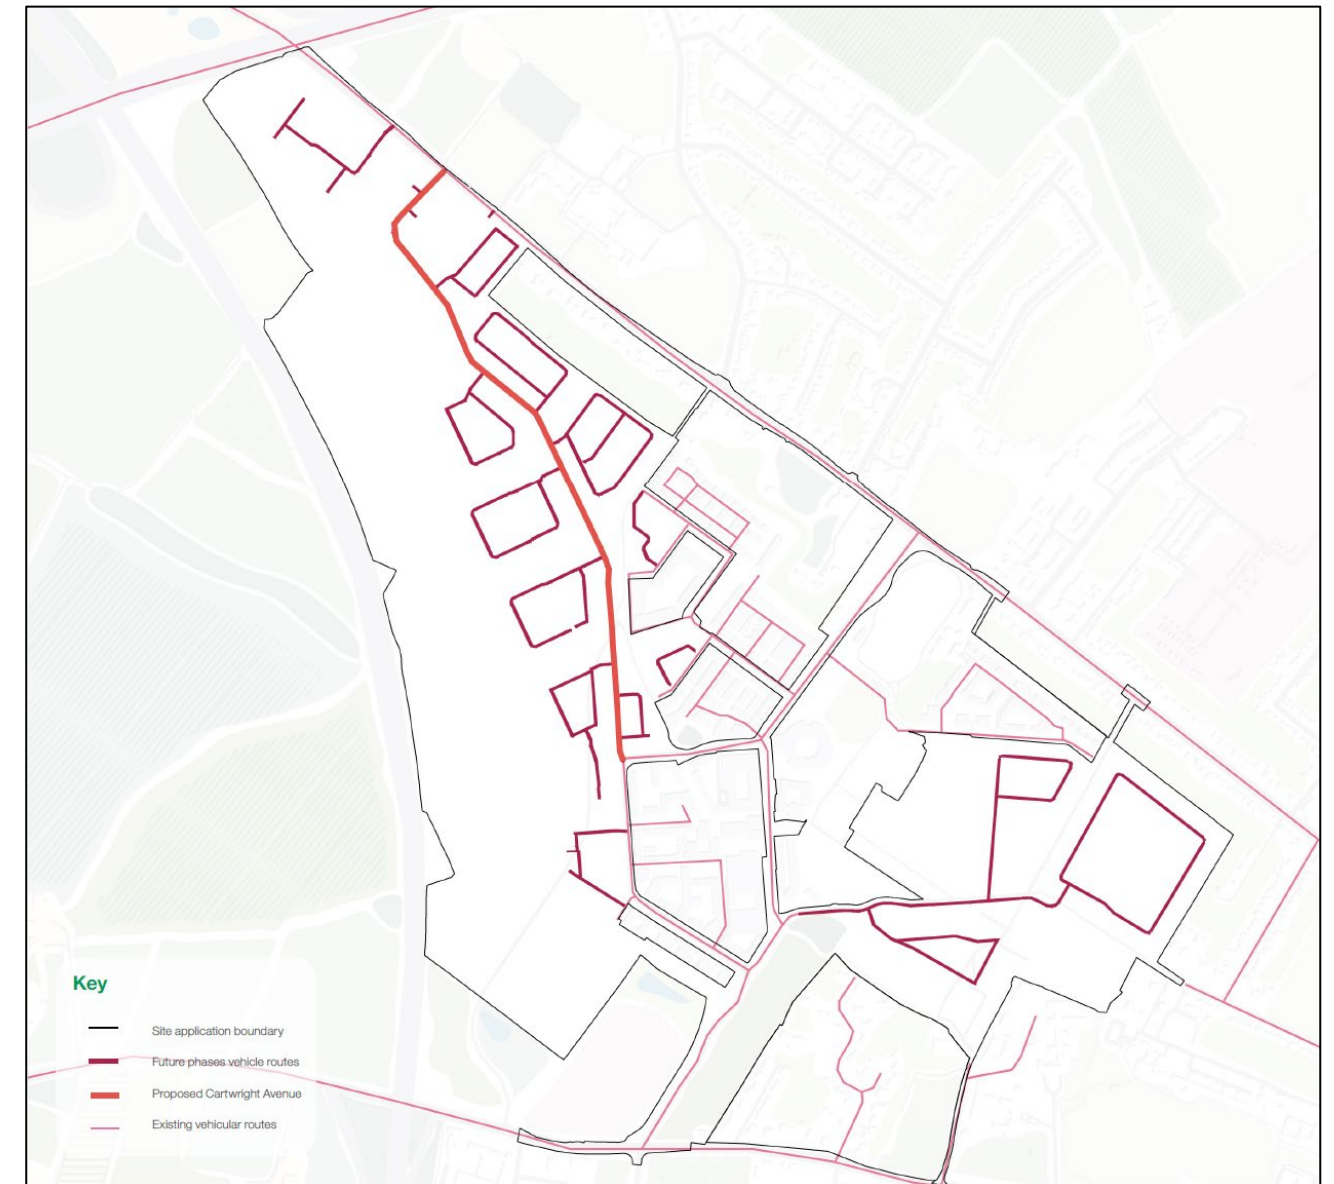 Key
Site application boundary
Future phases vehicle routes
Proposed Cartwright Avenue
Existing vehicular routes